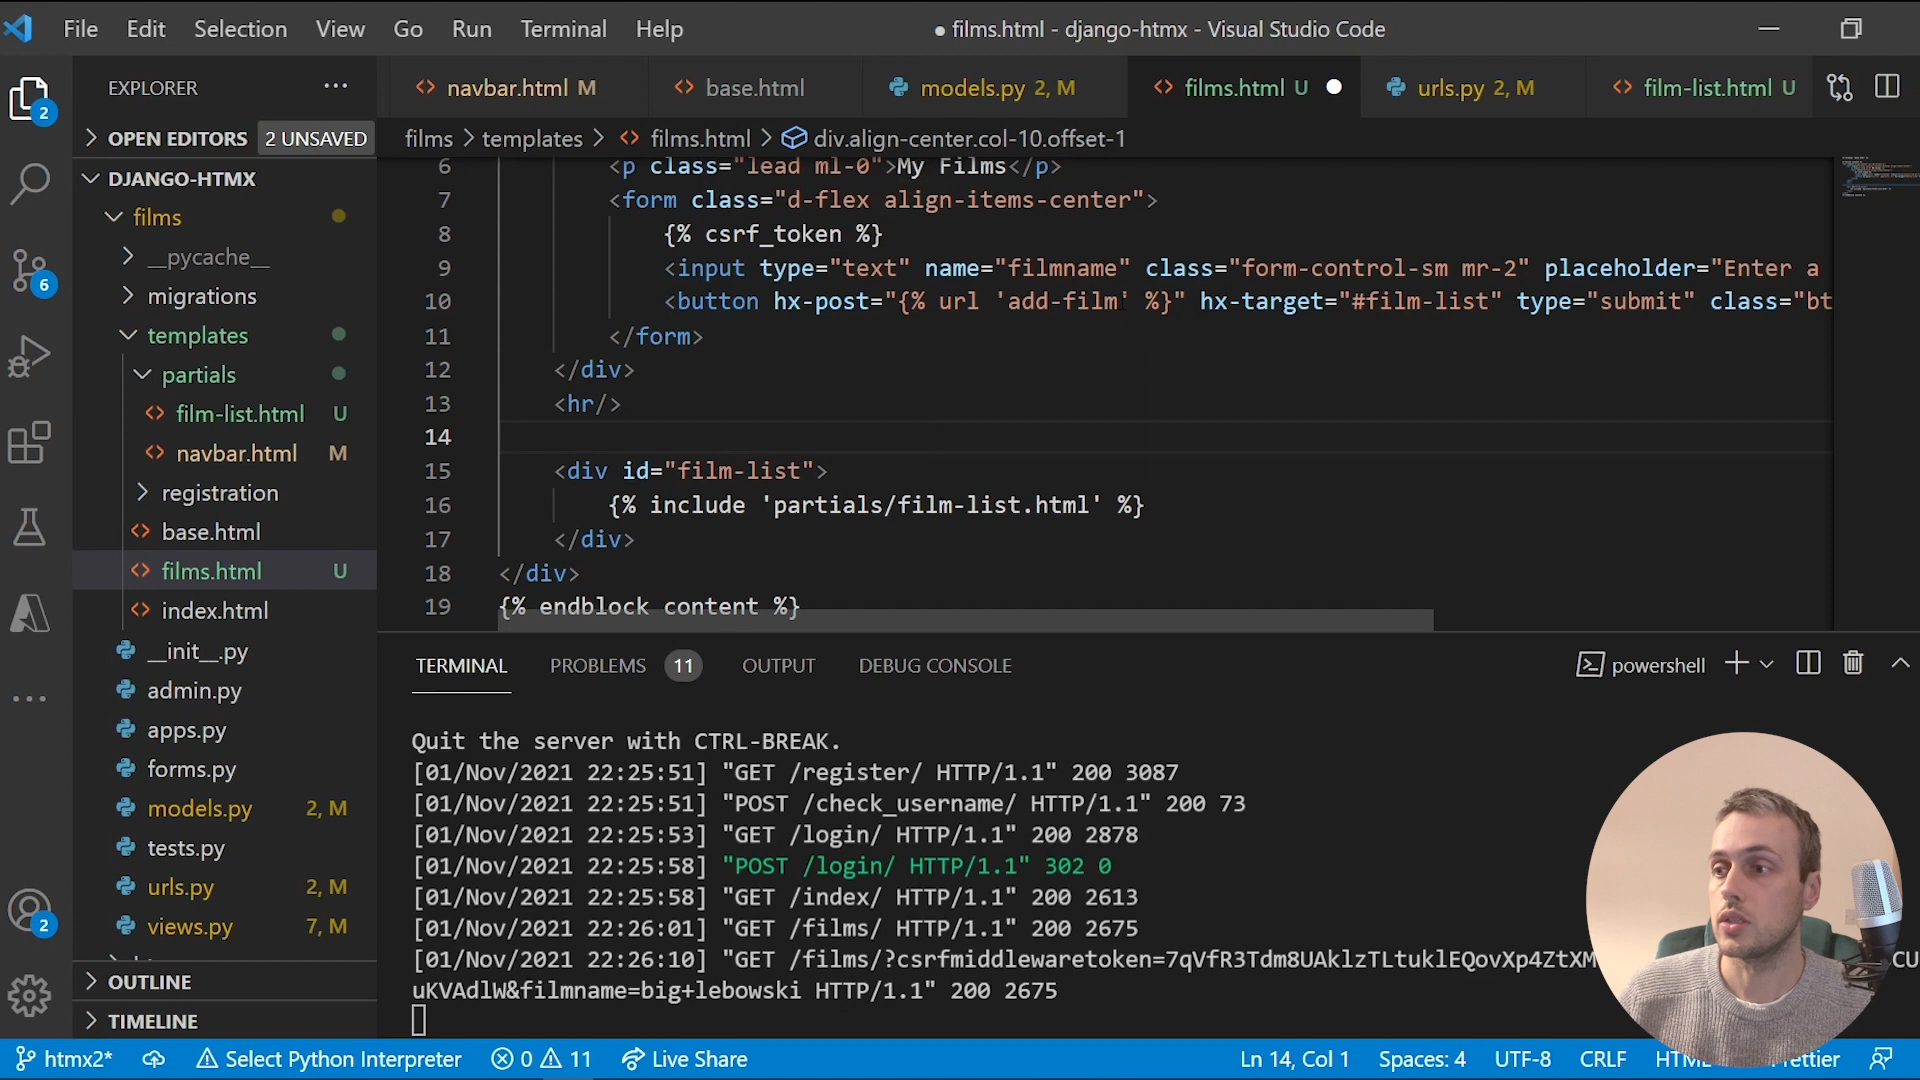 File Edit Selection View Go Run Terminal Help
● films.html - django-htmx - Visual Studio Code
EXPLORER
navbar.html M
base.html
models.py 2, M
films.html U
urls.py 2, M
film-list.html U
OPEN EDITORS 2 UNSAVED
films > templates > films.html > div.align-center.col-10.offset-1
DJANGO-HTMX
films
__pycache__
migrations
templates
partials
film-list.html U
navbar.html M
registration
base.html
films.html U
index.html
__init__.py
admin.py
apps.py
forms.py
models.py 2, M
tests.py
urls.py 2, M
views.py 7, M
OUTLINE
TIMELINE
2
6
2
6 <p class="lead ml-0">My Films</p>
7 <form class="d-flex align-items-center">
8 {% csrf_token %}
9 <input type="text" name="filmname" class="form-control-sm mr-2" placeholder="Enter a
10 <button hx-post="{% url 'add-film' %}" hx-target="#film-list" type="submit" class="bt
11 </form>
12 </div>
13 <hr/>
14
15 <div id="film-list">
16 {% include 'partials/film-list.html' %}
17 </div>
18 </div>
19 {% endblock content %}
TERMINAL PROBLEMS 11 OUTPUT DEBUG CONSOLE
powershell
Quit the server with CTRL-BREAK.
[01/Nov/2021 22:25:51] "GET /register/ HTTP/1.1" 200 3087
[01/Nov/2021 22:25:51] "POST /check_username/ HTTP/1.1" 200 73
[01/Nov/2021 22:25:53] "GET /login/ HTTP/1.1" 200 2878
[01/Nov/2021 22:25:58] "POST /login/ HTTP/1.1" 302 0
[01/Nov/2021 22:25:58] "GET /index/ HTTP/1.1" 200 2613
[01/Nov/2021 22:26:01] "GET /films/ HTTP/1.1" 200 2675
[01/Nov/2021 22:26:10] "GET /films/?csrfmiddlewaretoken=7qVfR3Tdm8UAklzTLtuklEQovXp4ZtXM CU
uKVAdlW&filmname=big+lebowski HTTP/1.1" 200 2675
htmx2* Select Python Interpreter 0 11 Live Share
Ln 14, Col 1 Spaces: 4 UTF-8 CRLF HTML ettier